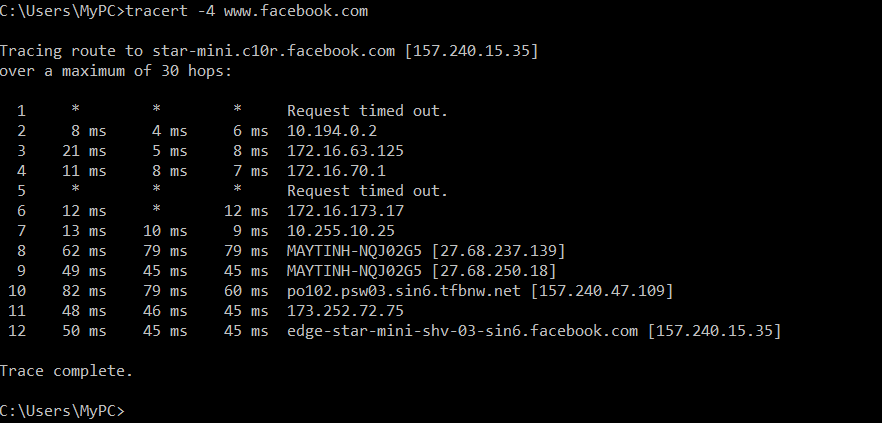 C:\Users\MyPC>tracert -4 www.facebook.com
Tracing route to star-mini.c10r.facebook.com [157.240.15.35]
over a maximum of 30 hops:
1 * * * Request timed out.
2 8 ms 4 ms 6 ms 10.194.0.2
3 21 ms 5 ms 8 ms 172.16.63.125
4 11 ms 8 ms 7 ms 172.16.70.1
5 * * * Request timed out.
6 12 ms * 12 ms 172.16.173.17
7 13 ms 10 ms 9 ms 10.255.10.25
8 62 ms 79 ms 79 ms MAYTINH-NQJ02G5 [27.68.237.139]
9 49 ms 45 ms 45 ms MAYTINH-NQJ02G5 [27.68.250.18]
10 82 ms 79 ms 60 ms po102.psw03.sin6.tfbnw.net [157.240.47.109]
11 48 ms 46 ms 45 ms 173.252.72.75
12 50 ms 45 ms 45 ms edge-star-mini-shv-03-sin6.facebook.com [157.240.15.35]
Trace complete.
C:\Users\MyPC>